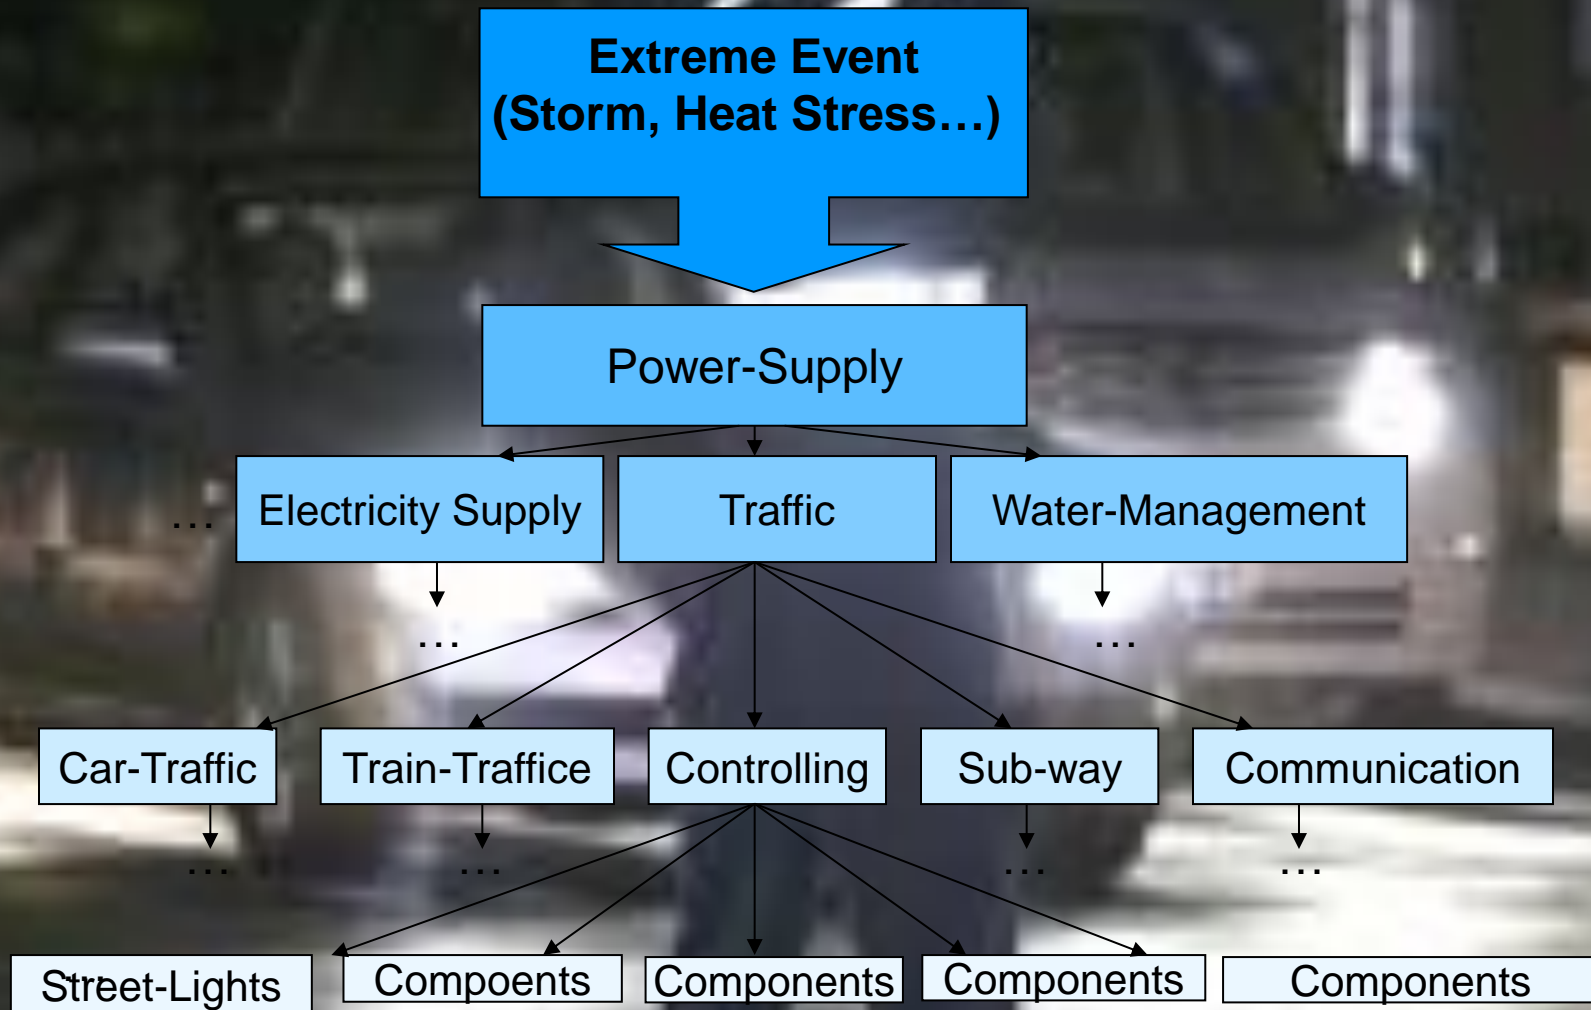 Extreme Event
(Storm, Heat Stress…)
Power-Supply
… Electricity Supply Traffic Water-Management
… …
Car-Traffic Train-Traffice Controlling Sub-way Communication
… … … …
…
Street-Lights Compoents Components Components Components